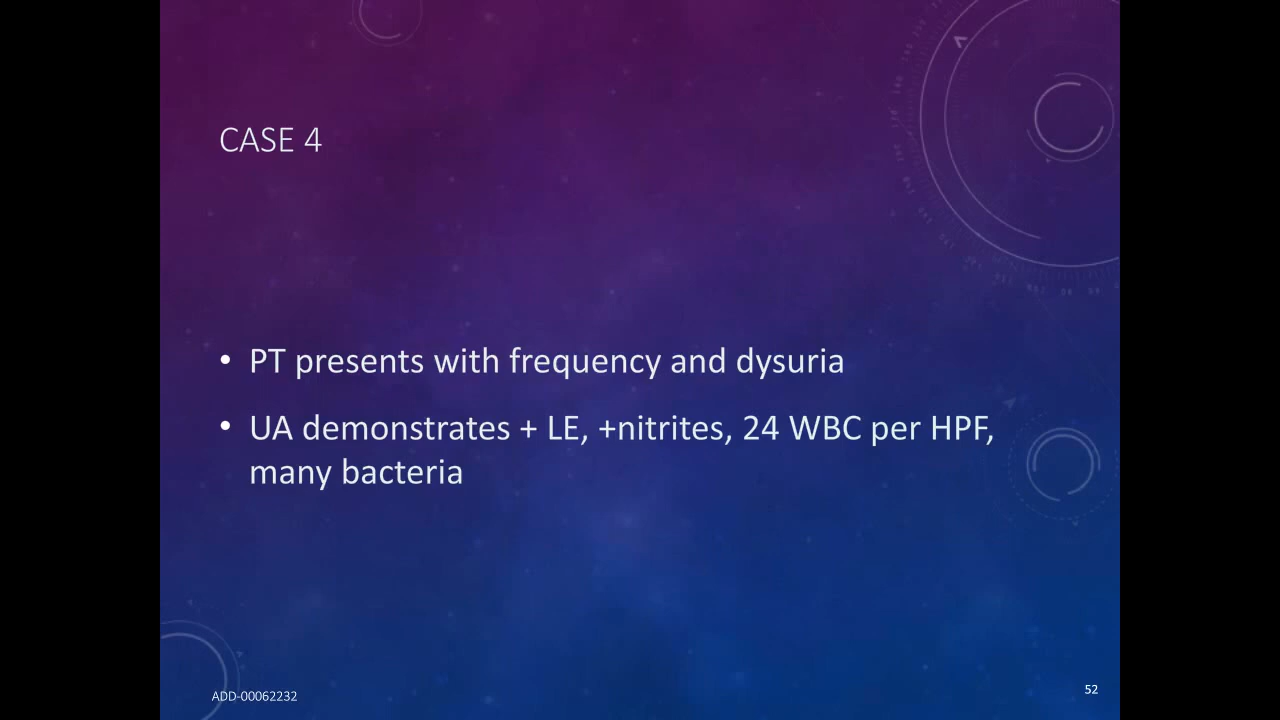 CASE 4
• PT presents with frequency and dysuria
• UA demonstrates + LE, +nitrites, 24 WBC per HPF,
many bacteria
ADD-00062232
52